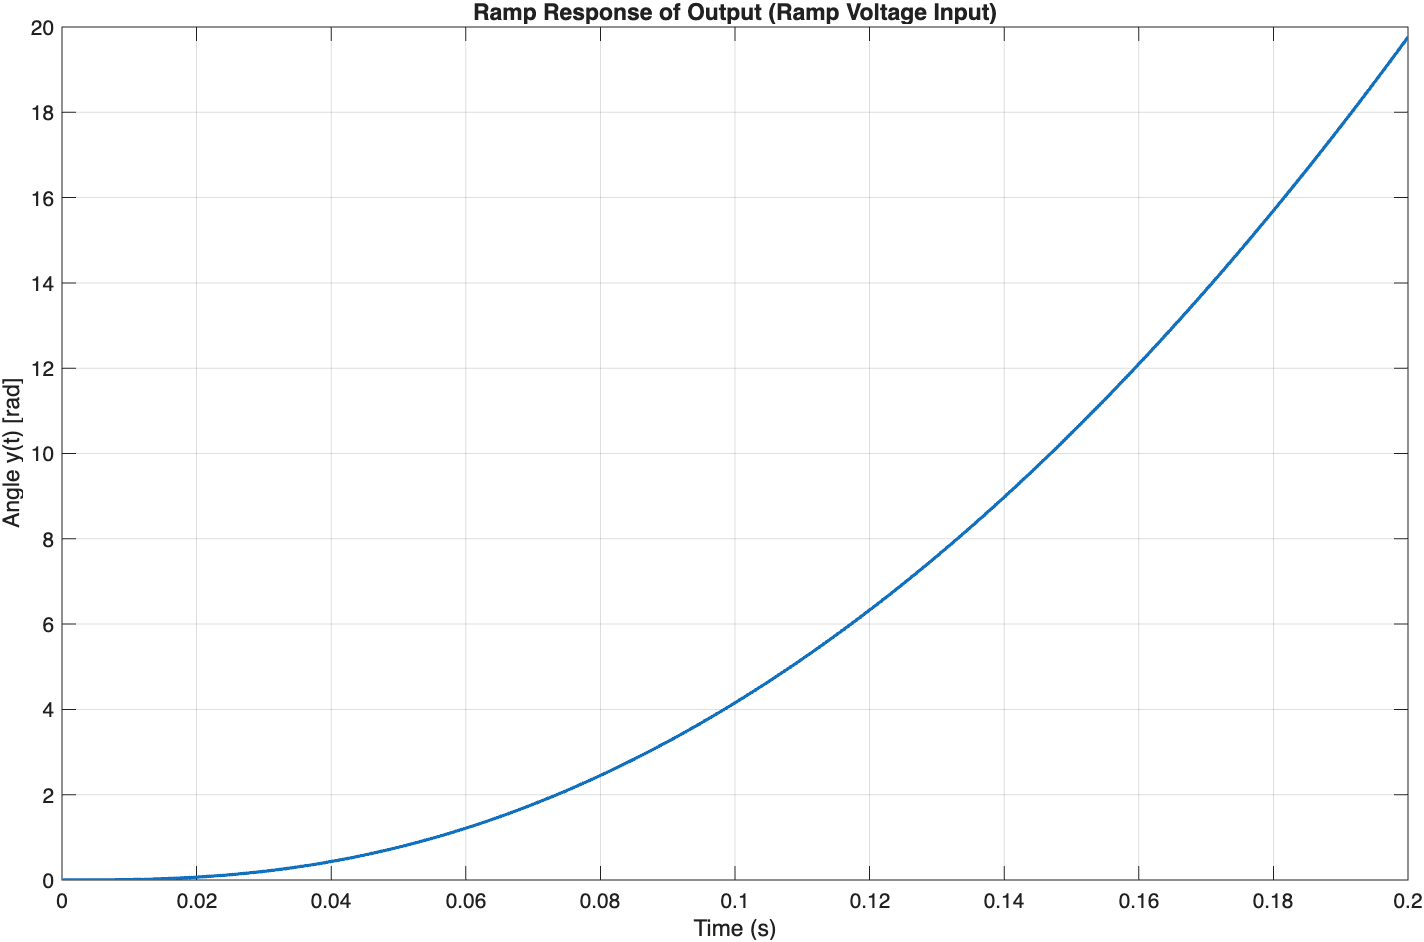 Ramp Response of Output (Ramp Voltage Input)
20
18
16
14
12
10
8
6
4
2
0
Angle y(t) [rad]
0 0.02 0.04 0.06 0.08 0.1 0.12 0.14 0.16 0.18 0.2
Time (s)